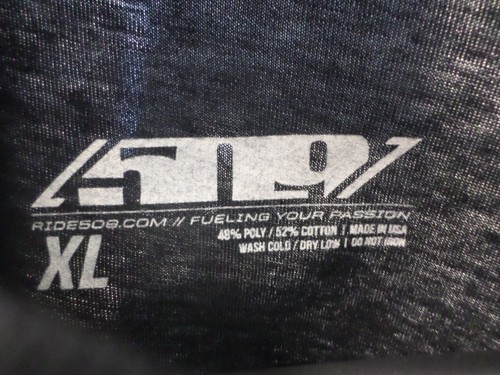 509
RIDE509.COM // FUELING YOUR PASSION
48% POLY / 52% COTTON | MADE IN USA
WASH COLD / DRY LOW | DO NOT IRON
XL